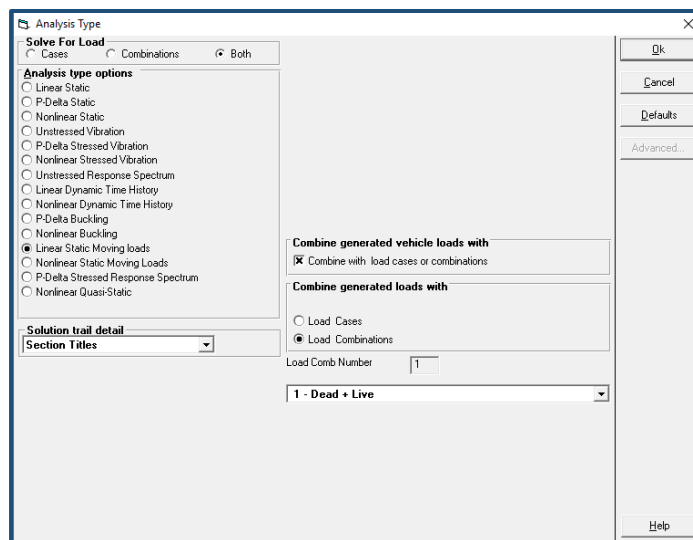 Analysis Type
Solve For Load
Cases
Combinations
Both
Analysis type options
Linear Static
P-Delta Static
Nonlinear Static
Unstressed Vibration
P-Delta Stressed Vibration
Nonlinear Stressed Vibration
Unstressed Response Spectrum
Linear Dynamic Time History
Nonlinear Dynamic Time History
P-Delta Buckling
Nonlinear Buckling
Linear Static Moving loads
Nonlinear Static Moving Loads
P-Delta Stressed Response Spectrum
Nonlinear Quasi-Static
Solution trail detail
Section Titles
Combine generated vehicle loads with
Combine with load cases or combinations
Combine generated loads with
Load Cases
Load Combinations
Load Comb Number
1
1 - Dead + Live
Ok
Cancel
Defaults
Advanced...
Help